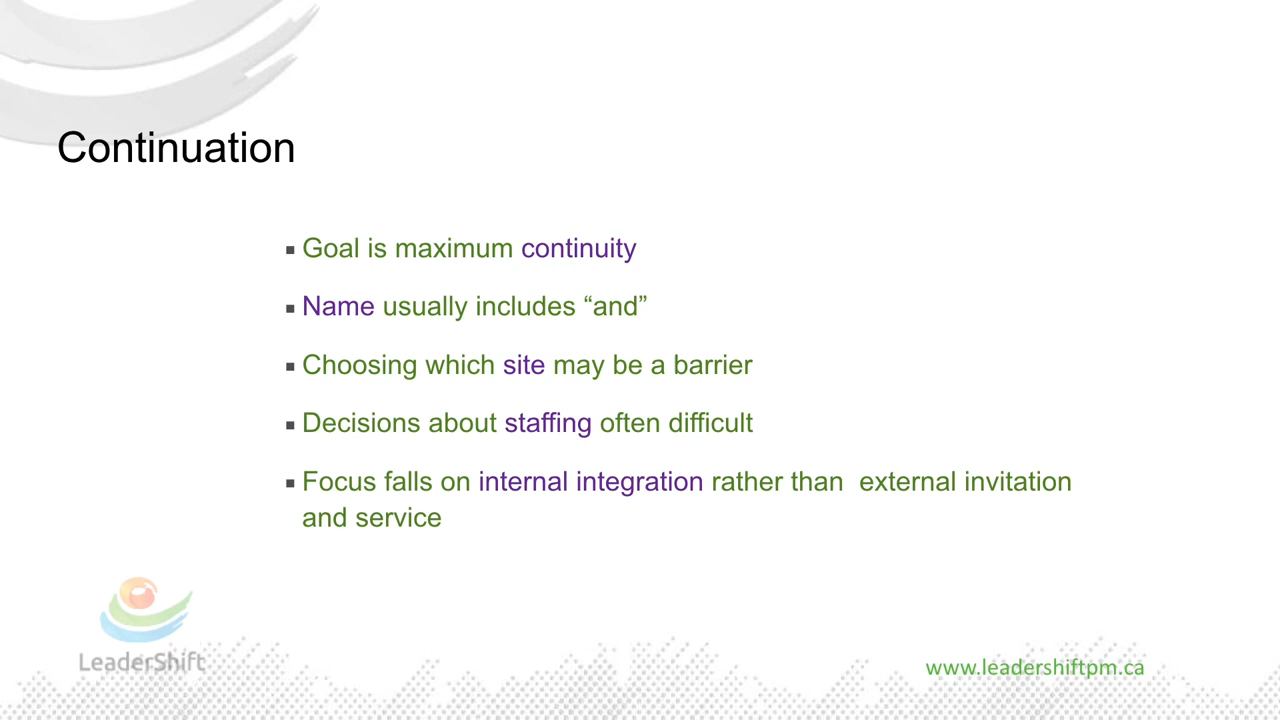 Continuation
▪ Goal is maximum continuity
▪ Name usually includes “and”
▪ Choosing which site may be a barrier
▪ Decisions about staffing often difficult
▪ Focus falls on internal integration rather than  external invitation
and service
LeaderShift
www.leadershiftpm.ca